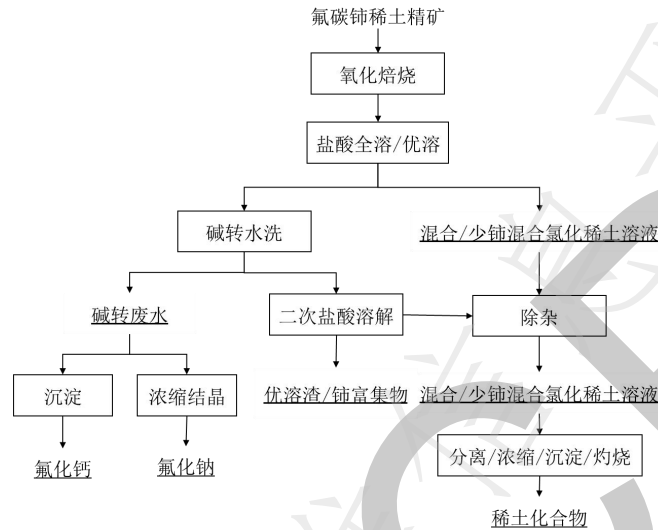 氟碳铈稀土精矿
氧化焙烧
盐酸全溶/优溶
碱转水洗
混合/少铈混合氯化稀土溶液
碱转废水
二次盐酸溶解
除杂
沉淀
浓缩结晶
优溶渣/铈富集物
混合/少铈混合氯化稀土溶液
氟化钙
氟化钠
分离/浓缩/沉淀/灼烧
稀土化合物